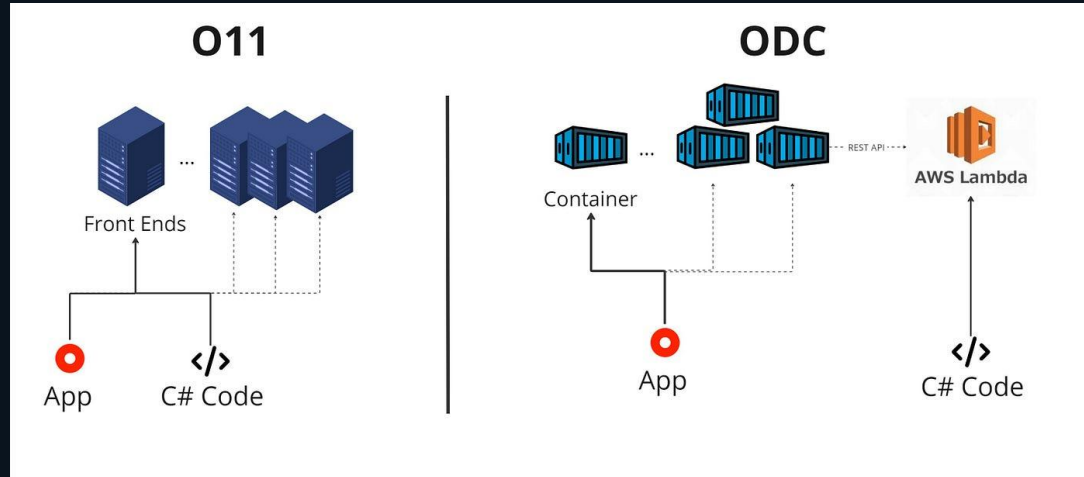 O11
ODC
...
Front Ends
App
</> 
C# Code
...
Container
REST API
AWS Lambda
App
</>
C# Code